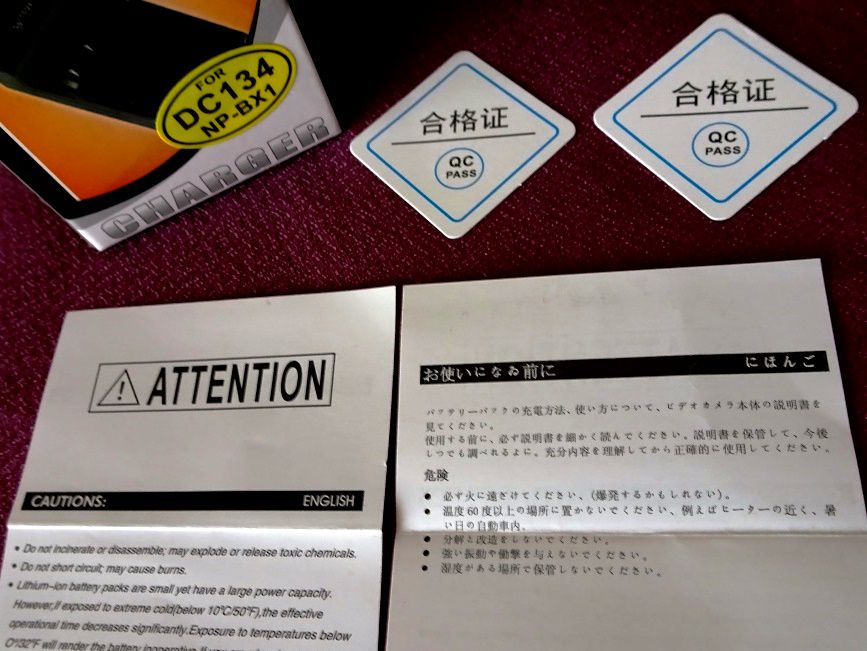 FOR
DC134
NP-BX1
CHARGER
合格证
QC
PASS
合格证
QC
PASS
ATTENTION
CAUTIONS: ENGLISH
• Do not incinerate or disassemble; may explode or release toxic chemicals.
• Do not short circuit; may cause burns.
• Lithium-ion battery packs are small yet have a large power capacity.
However,if exposed to extreme cold(below 10°C/50°F),the effective
operational time decreases significantly.Exposure to temperatures below
O°/32°F will render the battery inoperative.If you
お使いになゐ前に にほんご
バフテリーパフクの充電方法、使い方について、ビデオカメラ本体の説明書を
見てください。
使用する前に、必ず説明書を細かく読んでください。説明書を保管して、今後
しつでも調べれるよに。充分内容を理解してから正確的に使用してください。
危険
● 必ず火に遠ざけてください、(爆発するかもしれない)。
● 温度60度以上の場所に置かないでください、例えばヒーターの近く、暑
い日の自動車内。
● 分解と改造をしないでください。
● 強い振動や衝撃を与えないでください。
● 湿度がある場所で保管しないでください。